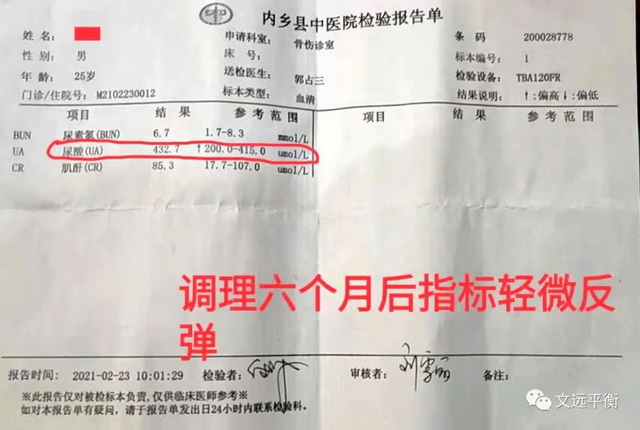 内乡县中医院检验报告单
姓 名: 申请科室: 骨伤诊室 条 码: 200028778
性 别: 男 床 号: 标本编号: 1
年 龄: 25岁 送检医生: 郭占三 检验设备: TBA120FR
门诊/住院号: M2102230012 标本类型: 血清 结果说明: ↑:偏高↓:偏低
项目 结 果 参 考 范 围 项 目 结 果 参 考 范 围
BUN 尿素氮(BUN) 6.7 1.7-8.3 mmol/L
UA 尿酸(UA) 432.7 ↑200.0-415.0 umol/L
CR 肌酐(CR) 85.3 17.7-107.0 umol/L
调理六个月后指标轻微反
弹
报告时间: 2021-02-23 10:01:29 检验者: 审核者: 备注:
※此报告仅对被检标本负责,仅供临床医师参考※
如对本报告单有疑问,请于报告单发出日24小时内联系检验科。
文远平衡